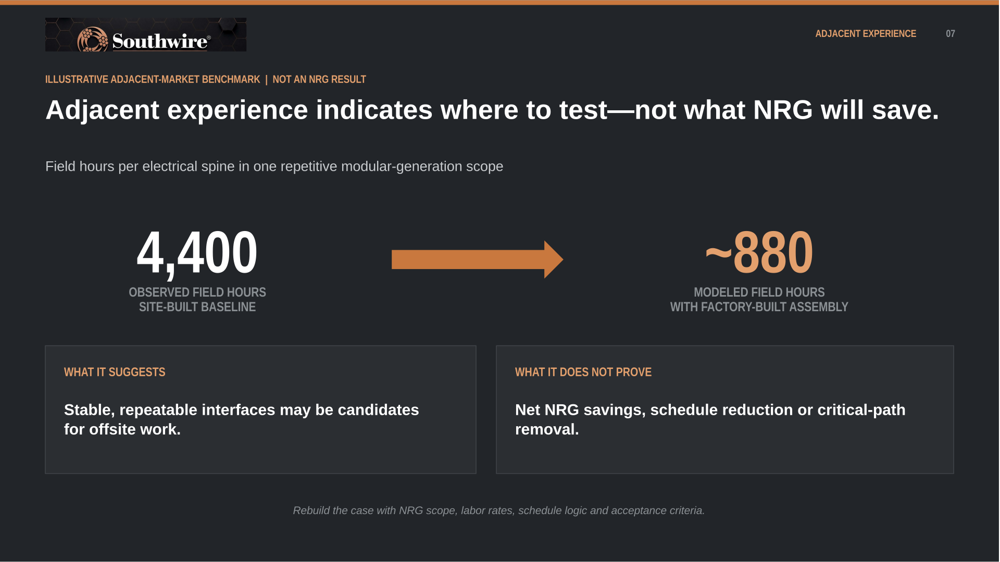 Southwire®
ADJACENT EXPERIENCE 07
ILLUSTRATIVE ADJACENT-MARKET BENCHMARK | NOT AN NRG RESULT
Adjacent experience indicates where to test—not what NRG will save.
Field hours per electrical spine in one repetitive modular-generation scope
4,400
OBSERVED FIELD HOURS
SITE-BUILT BASELINE
~880
MODELED FIELD HOURS
WITH FACTORY-BUILT ASSEMBLY
WHAT IT SUGGESTS
Stable, repeatable interfaces may be candidates
for offsite work.
WHAT IT DOES NOT PROVE
Net NRG savings, schedule reduction or critical-path
removal.
Rebuild the case with NRG scope, labor rates, schedule logic and acceptance criteria.